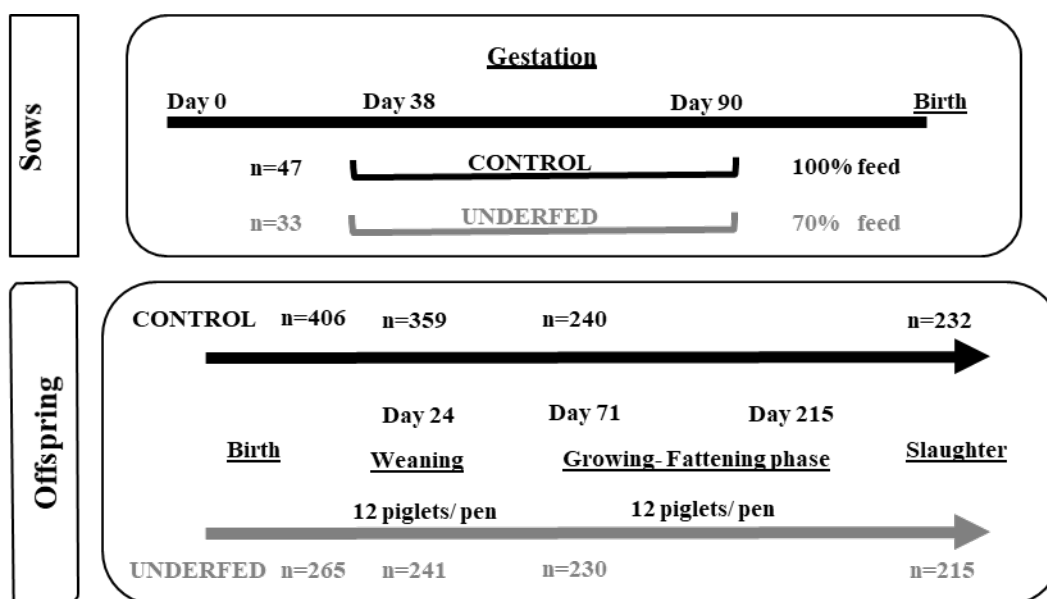 Sows
Gestation
Day 0 Day 38 Day 90 Birth
n=47 CONTROL 100% feed
n=33 UNDERFED 70% feed
Offspring
CONTROL n=406 n=359 n=240 n=232
Day 24 Day 71 Day 215
Birth Weaning Growing- Fattening phase Slaughter
12 piglets/ pen 12 piglets/ pen
UNDERFED n=265 n=241 n=230 n=215